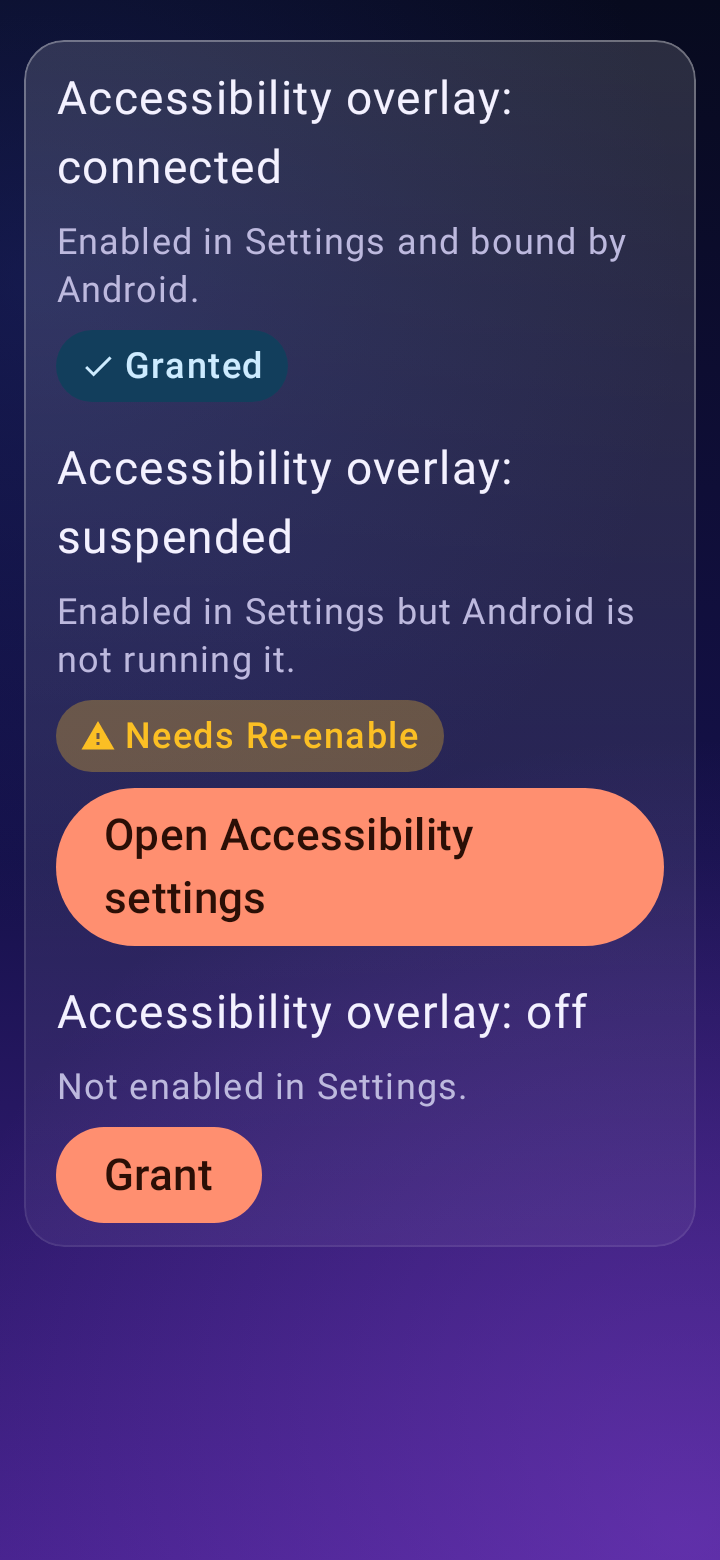 Accessibility overlay:
connected
Enabled in Settings and bound by
Android.
Granted
Accessibility overlay:
suspended
Enabled in Settings but Android is
not running it.
Needs Re-enable
Open Accessibility
settings
Accessibility overlay: off
Not enabled in Settings.
Grant